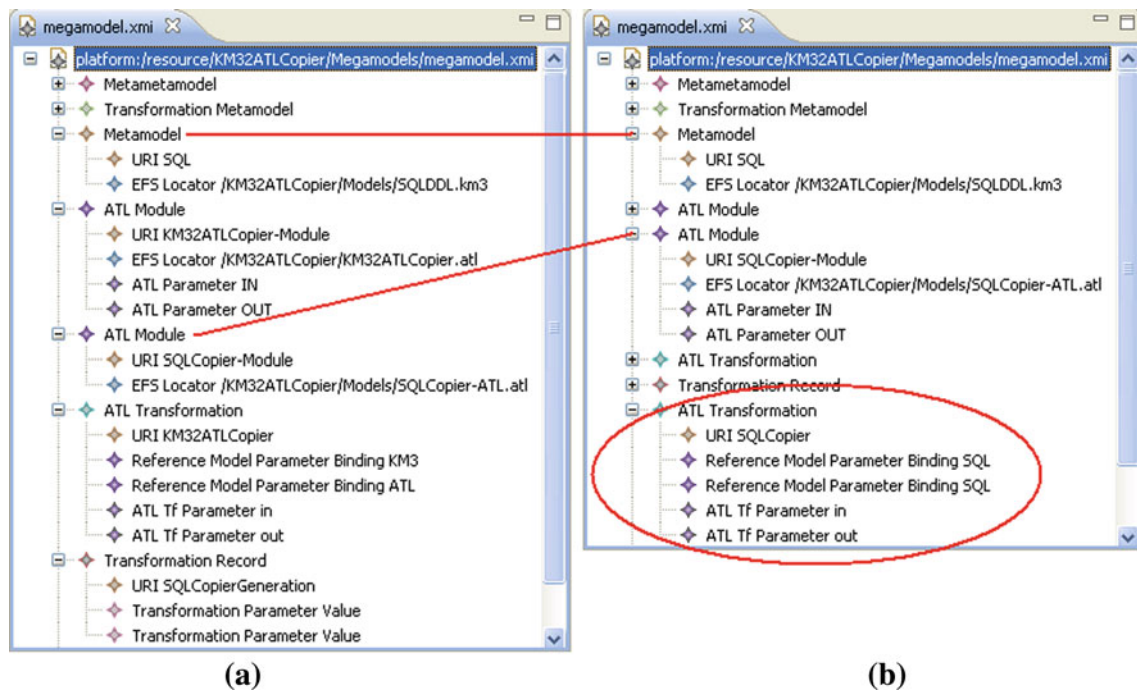 megamodel.xmi
platform:/resource/KM32ATLCopier/Megamodels/megamodel.xmi
Metametamodel
Transformation Metamodel
Metamodel
URI SQL
EFS Locator /KM32ATLCopier/Models/SQLDDL.km3
ATL Module
URI KM32ATLCopier-Module
EFS Locator /KM32ATLCopier/KM32ATLCopier.atl
ATL Parameter IN
ATL Parameter OUT
ATL Module
URI SQLCopier-Module
EFS Locator /KM32ATLCopier/Models/SQLCopier-ATL.atl
ATL Transformation
URI KM32ATLCopier
Reference Model Parameter Binding KM3
Reference Model Parameter Binding ATL
ATL Tf Parameter in
ATL Tf Parameter out
Transformation Record
URI SQLCopierGeneration
Transformation Parameter Value
Transformation Parameter Value
(a)
megamodel.xmi
platform:/resource/KM32ATLCopier/Megamodels/megamodel.xmi
Metametamodel
Transformation Metamodel
Metamodel
URI SQL
EFS Locator /KM32ATLCopier/Models/SQLDDL.km3
ATL Module
ATL Module
URI SQLCopier-Module
EFS Locator /KM32ATLCopier/Models/SQLCopier-ATL.atl
ATL Parameter IN
ATL Parameter OUT
ATL Transformation
Transformation Record
ATL Transformation
URI SQLCopier
Reference Model Parameter Binding SQL
Reference Model Parameter Binding SQL
ATL Tf Parameter in
ATL Tf Parameter out
(b)